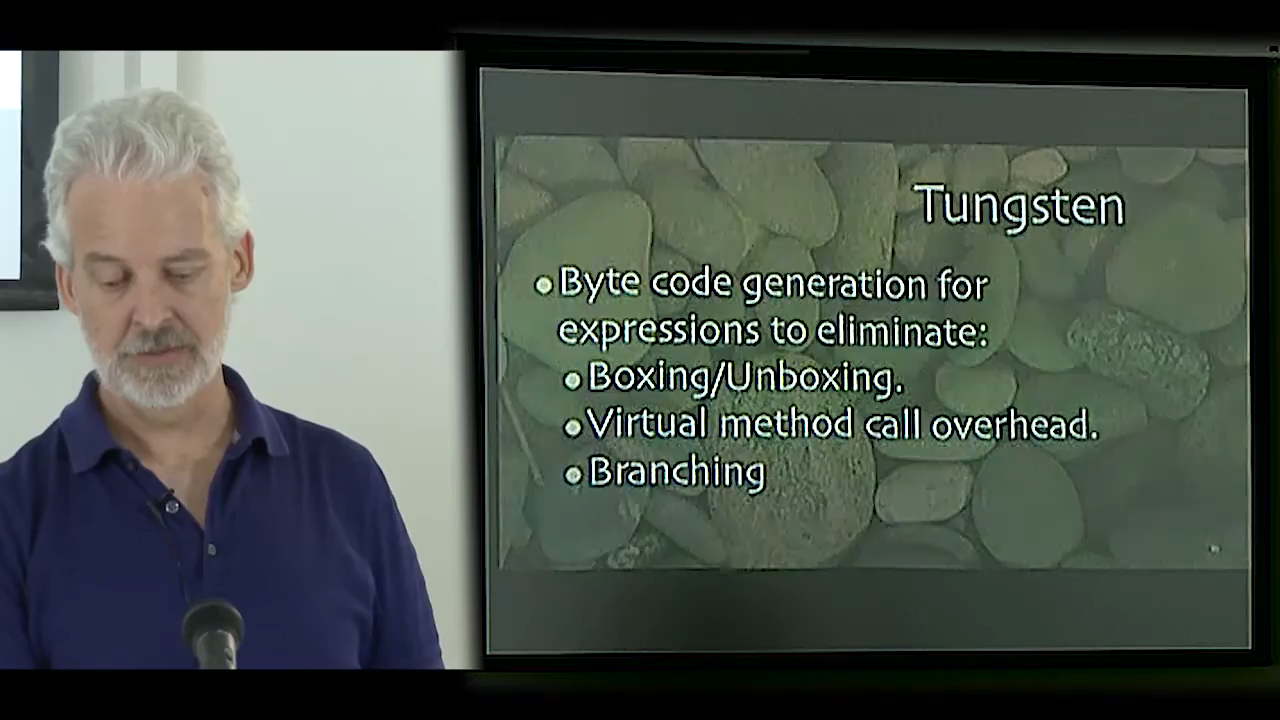 Tungsten
• Byte code generation for
expressions to eliminate:
• Boxing/Unboxing.
• Virtual method call overhead.
• Branching